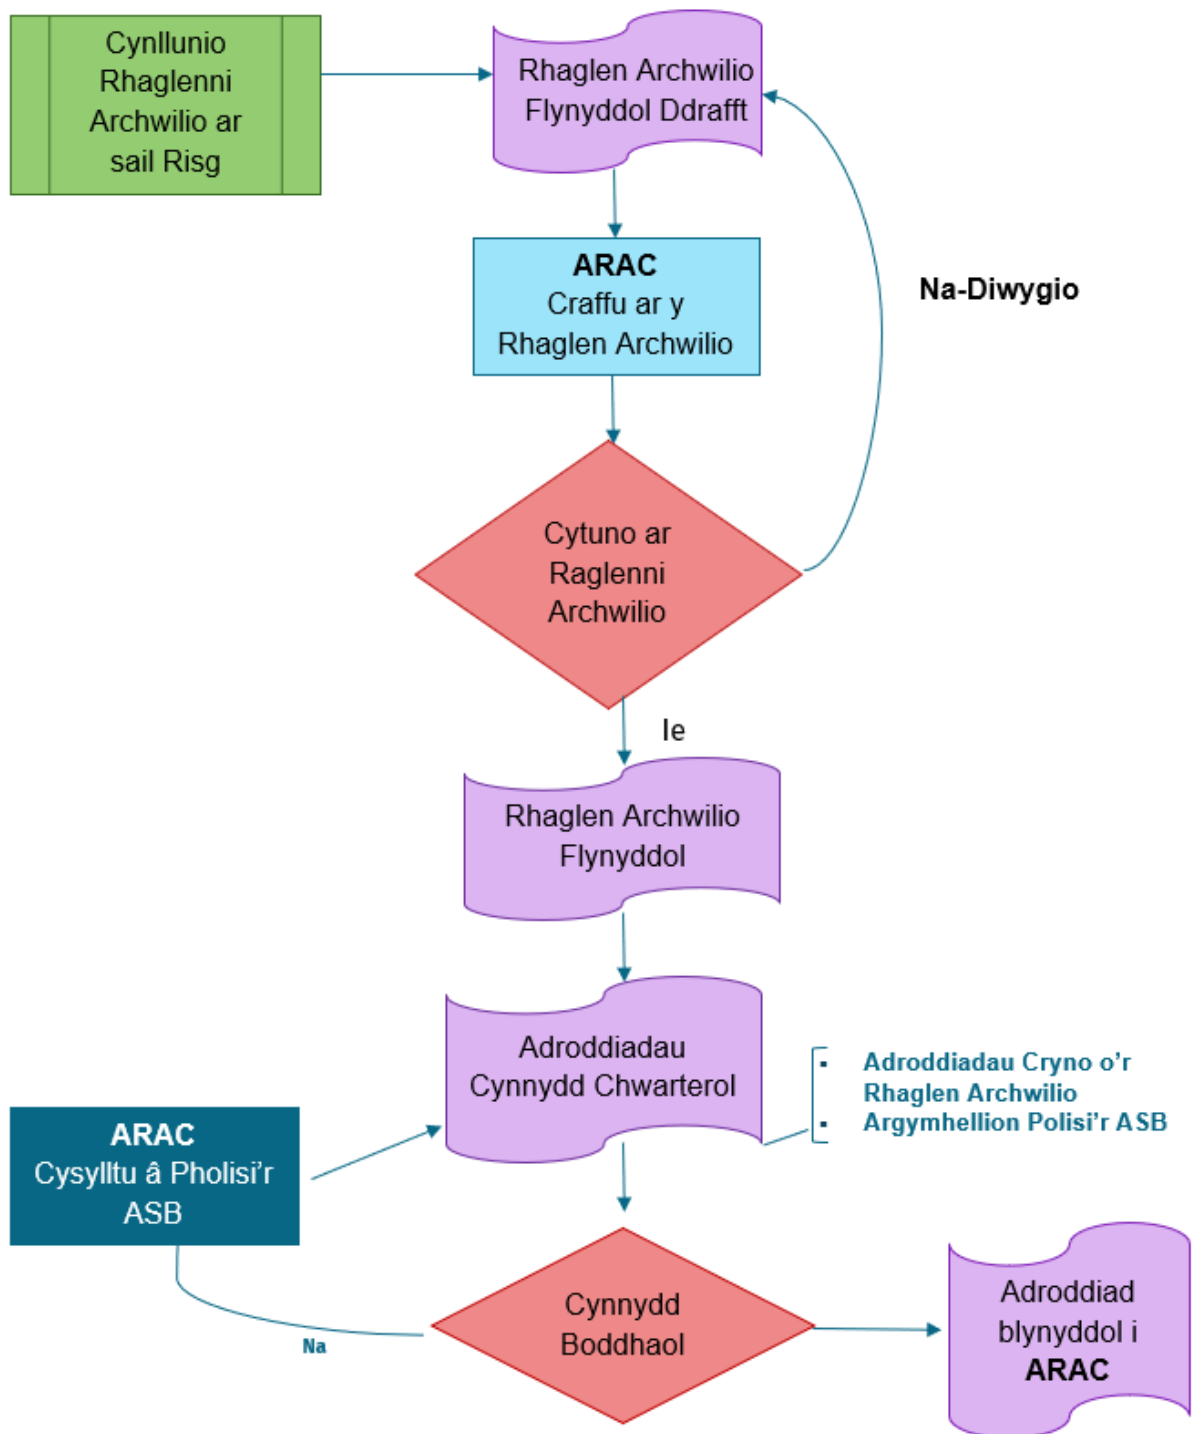 Cynllunio
Rhaglenni
Archwilio ar
sail Risg
Rhaglen Archwilio
Flynyddol Ddrafft
ARAC
Craffu ar y
Rhaglen Archwilio
Na-Diwygio
Cytuno ar
Raglenni
Archwilio
Ie
Rhaglen Archwilio
Flynyddol
Adroddiadau
Cynnydd Chwarterol
▪ Adroddiadau Cryno o’r
Rhaglen Archwilio
▪ Argymhellion Polisi’r ASB
ARAC
Cysylltu â Pholisi’r
ASB
Na
Cynnydd
Boddhaol
Adroddiad
blynyddol i
ARAC